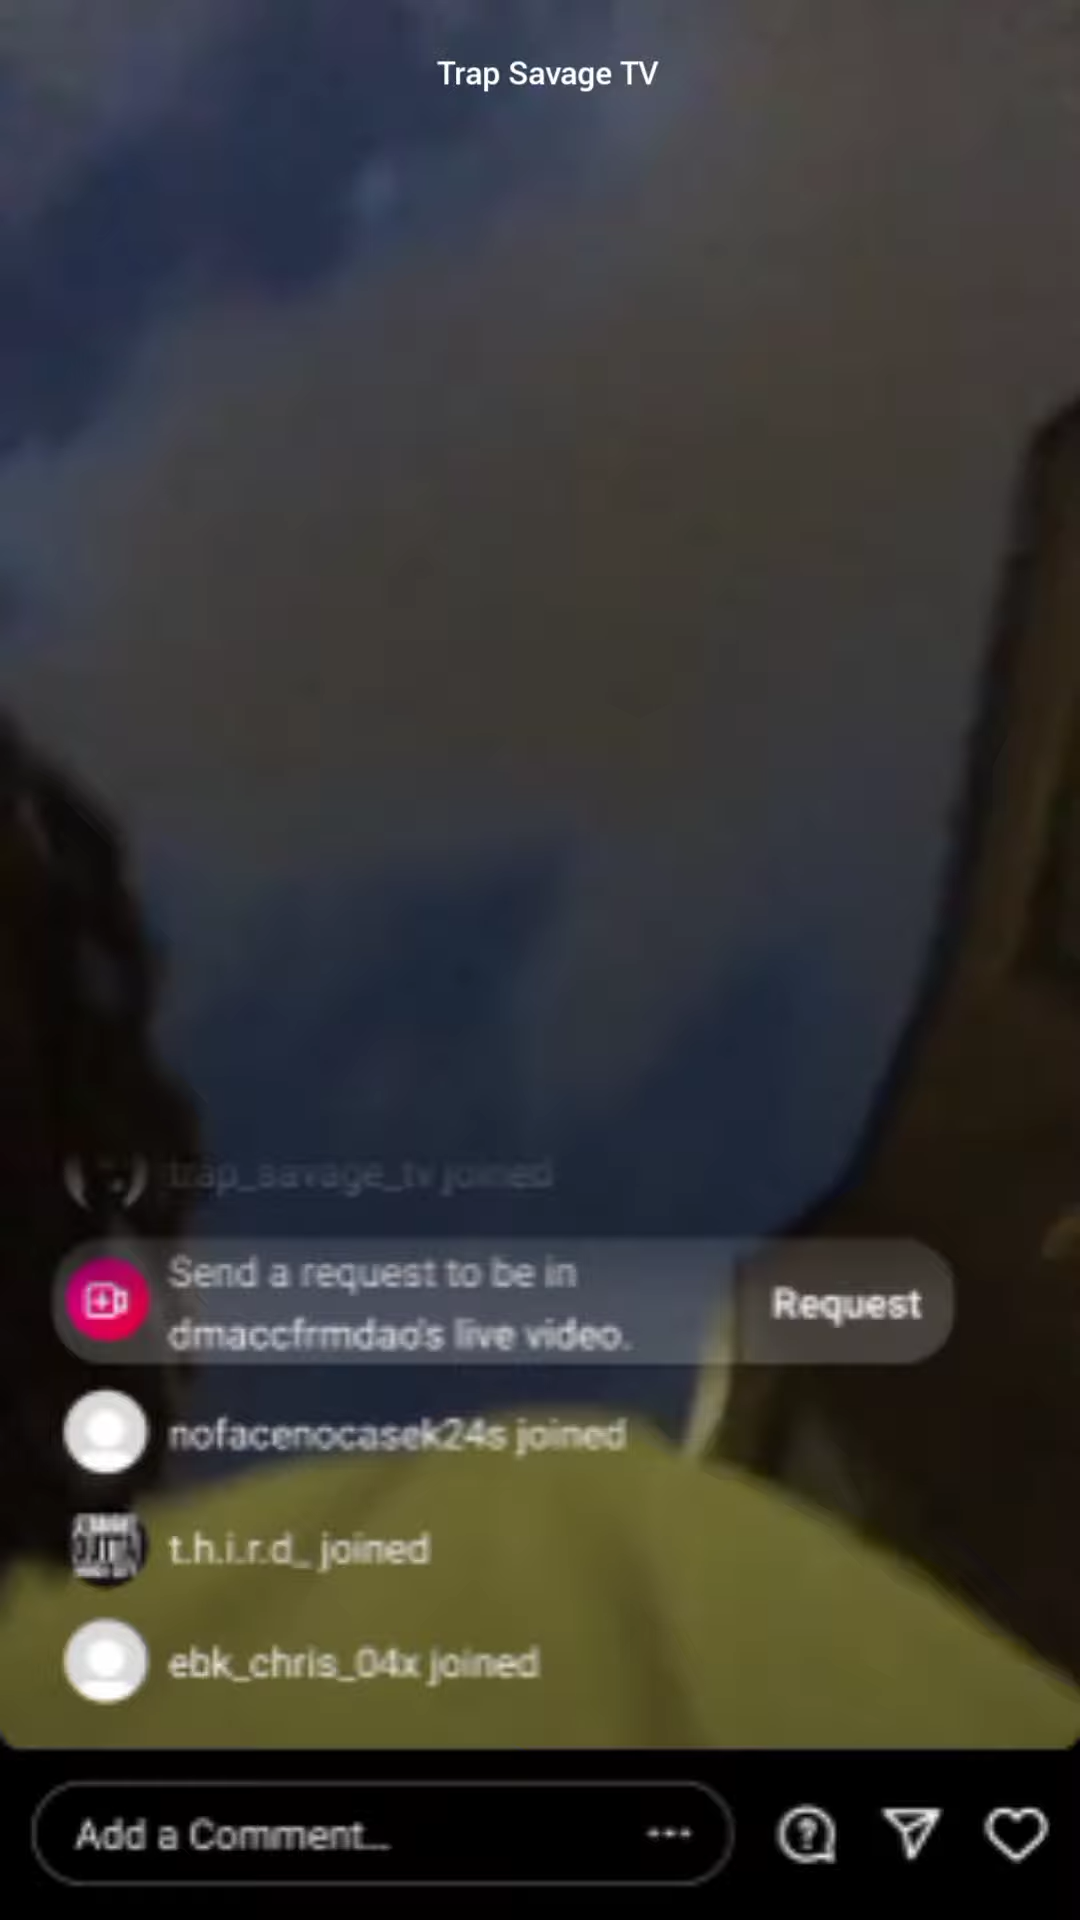 Trap Savage TV
trap_savage_tv joined
Send a request to be in
dmaccfrmdao's live video.
Request
nofacenocasek24s joined
t.h.i.r.d_ joined
ebk_chris_04x joined
Add a Comment...